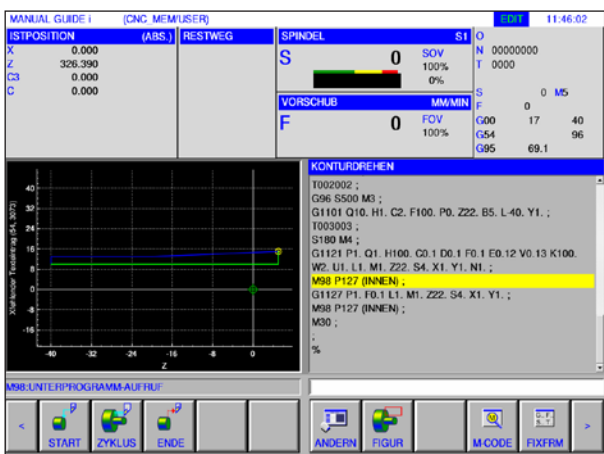 MANUAL GUIDE i (CNC_MEM/USER) EDIT 11:46:02
ISTPOSITION (ABS.) RESTWEG SPINDEL S1 O
X 0.000
Z 326.390
C3 0.000
C 0.000
S 0 SOV
100%
0%
N 00000000
T 0000
S 0 M5
VORSCHUB MM/MIN
F 0 FOV
100%
F 0
G00 17 40
G54 96
G95 69.1
KONTURDREHEN
T002002 ;
G96 S500 M3 ;
G1101 Q10. H1. C2. F100. P0. Z22. B5. L-40. Y1. ;
T003003 ;
S180 M4 ;
G1121 P1. Q1. H100. C0.1 D0.1 F0.1 E0.12 V0.13 K100.
W2. U1. L1. M1. Z22. S4. X1. Y1. N1. ;
M98 P127 (INNEN) ;
G1127 P1. F0.1 L1. M1. Z22. S4. X1. Y1. ;
M98 P127 (INNEN) ;
M30 ;
;
%
Xfehlender Textaintrag (54, 3073)
40
32
24
16
8
0
-8
-16
-40 -32 -24 -16 -8 0
Z
M98:UNTERPROGRAMM-AUFRUF
< START ZYKLUS ENDE ANDERN FIGUR M-CODE FIXFRM >